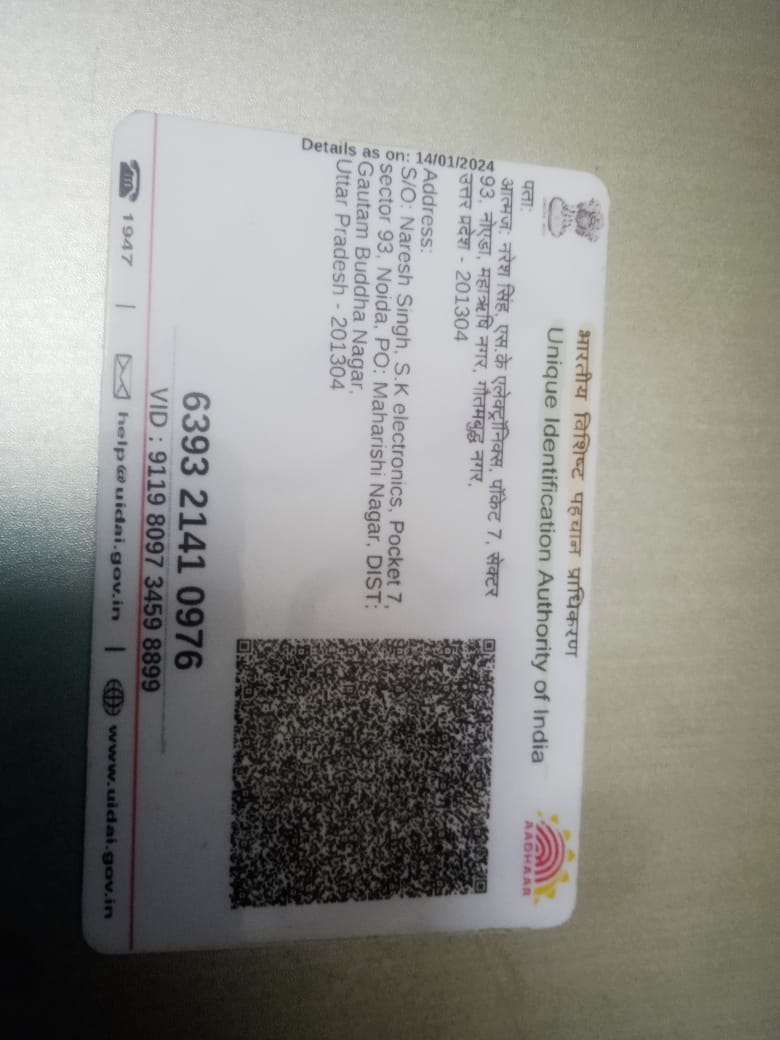 भारतीय विशिष्ट पहचान प्राधिकरण
Unique Identification Authority of India
AADHAAR
Details as on: 14/01/2024
पता:
आत्मज: नरेश सिंह, एस.के एलेक्ट्रॉनिक्स, पॉकेट 7, सेक्टर
93, नोएडा, महाऋषि नगर, गौतमबुद्ध नगर,
उत्तर प्रदेश - 201304
Address:
S/O: Naresh Singh, S.K electronics, Pocket 7,
sector 93, Noida, PO: Maharishi Nagar, DIST:
Gautam Buddha Nagar,
Uttar Pradesh - 201304
6393 2141 0976
VID : 9119 8097 3459 8899
1947 | help@uidai.gov.in | www.uidai.gov.in